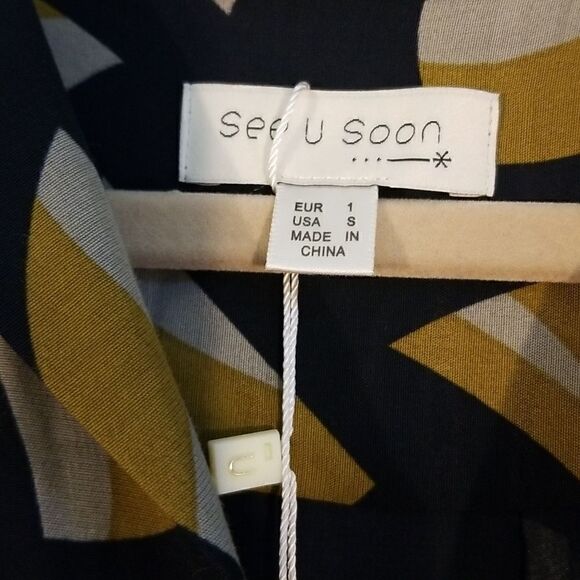 See U Soon
EUR 1
USA S
MADE IN
CHINA
U